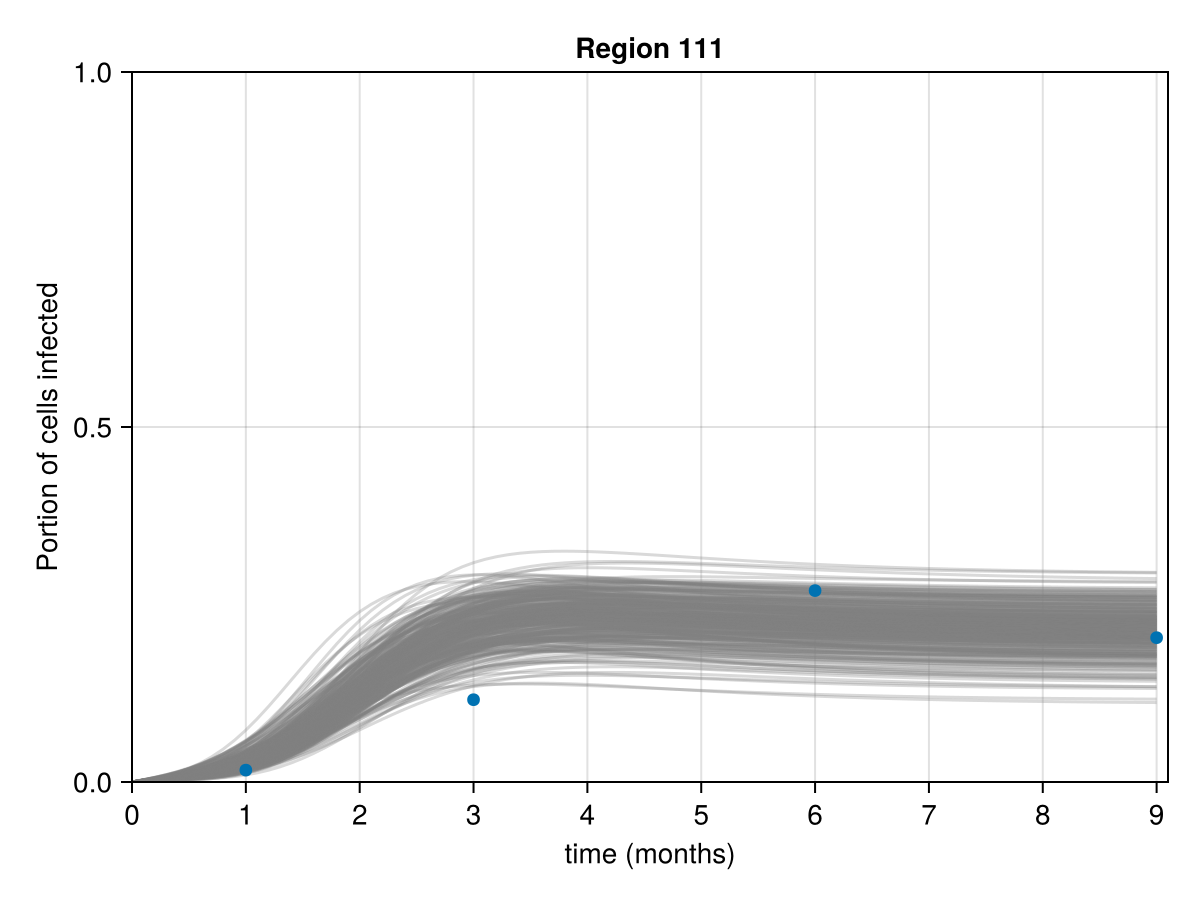 Region 111
1.0
0.5
0.0
Portion of cells infected
0 1 2 3 4 5 6 7 8 9
time (months)